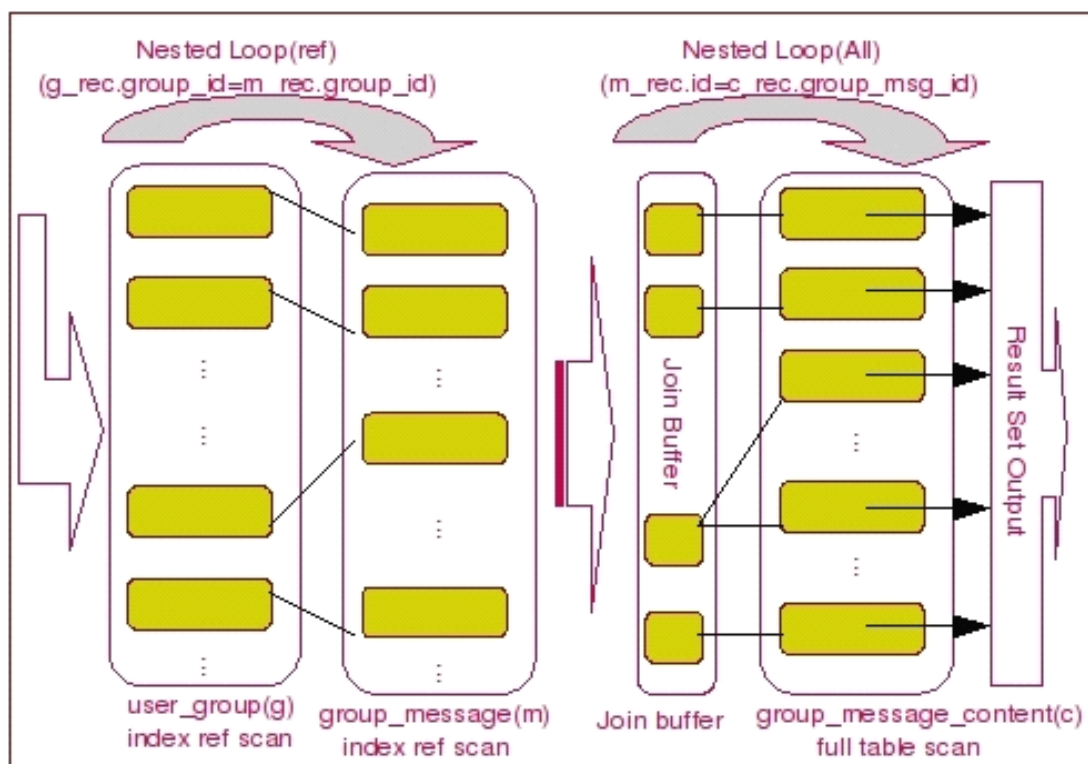 Nested Loop(ref)
(g_rec.group_id=m_rec.group_id)
Nested Loop(All)
(m_rec.id=c_rec.group_msg_id)
Join Buffer
Result Set Output
user_group(g)
index ref scan
group_message(m)
index ref scan
Join buffer
group_message_content(c)
full table scan